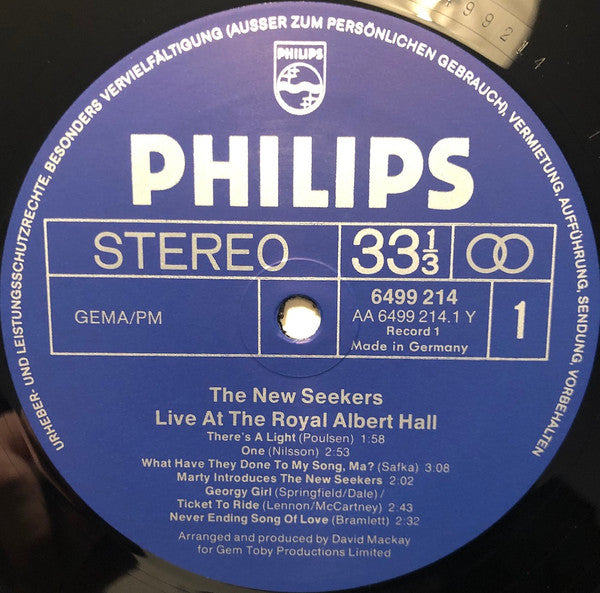 URHEBER- UND LEISTUNGSSCHUTZRECHTE, BESONDERS VERVIELFÄLTIGUNG (AUSSER ZUM PERSÖNLICHEN GEBRAUCH), VERMIETUNG, AUFFÜHRUNG, SENDUNG VORBEHALTEN
PHILIPS
PHILIPS
STEREO 33 1/3
GEMA/PM
6499 214
AA 6499 214.1 Y
Record 1
Made in Germany
1
The New Seekers
Live At The Royal Albert Hall
There's A Light (Poulsen) 1:58
One (Nilsson) 2:53
What Have They Done To My Song, Ma? (Safka) 3:08
Marty Introduces The New Seekers 2:02
Georgy Girl (Springfield/Dale) /
Ticket To Ride (Lennon/McCartney) 2:43
Never Ending Song Of Love (Bramlett) 2:32
Arranged and produced by David Mackay
for Gem Toby Productions Limited